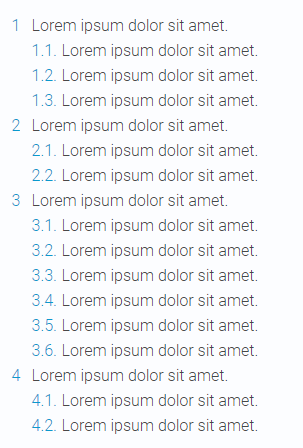 1 Lorem ipsum dolor sit amet.
1.1. Lorem ipsum dolor sit amet.
1.2. Lorem ipsum dolor sit amet.
1.3. Lorem ipsum dolor sit amet.
2 Lorem ipsum dolor sit amet.
2.1. Lorem ipsum dolor sit amet.
2.2. Lorem ipsum dolor sit amet.
3 Lorem ipsum dolor sit amet.
3.1. Lorem ipsum dolor sit amet.
3.2. Lorem ipsum dolor sit amet.
3.3. Lorem ipsum dolor sit amet.
3.4. Lorem ipsum dolor sit amet.
3.5. Lorem ipsum dolor sit amet.
3.6. Lorem ipsum dolor sit amet.
4 Lorem ipsum dolor sit amet.
4.1. Lorem ipsum dolor sit amet.
4.2. Lorem ipsum dolor sit amet.